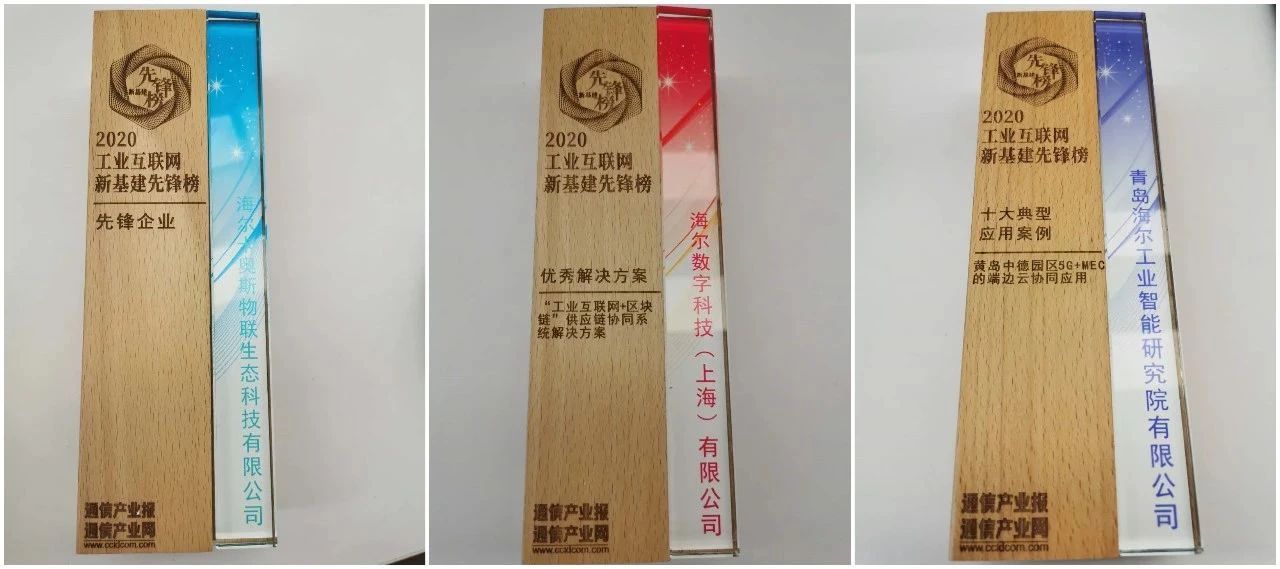 先锋榜
新基建
2020
工业互联网
新基建先锋榜
先锋企业
海尔卡奥斯物联生态科技有限公司
通信产业报
通信产业网
www.ccidcom.com
先锋榜
新基建
2020
工业互联网
新基建先锋榜
优秀解决方案
“工业互联网+区块
链”供应链协同系
统解决方案
海尔数字科技（上海）有限公司
通信产业报
通信产业网
www.ccidcom.com
先锋榜
新基建
2020
工业互联网
新基建先锋榜
十大典型
应用案例
黄岛中德园区5G+MEC
的端边云协同应用
青岛海尔工业智能研究院有限公司
通信产业报
通信产业网
www.ccidcom.com